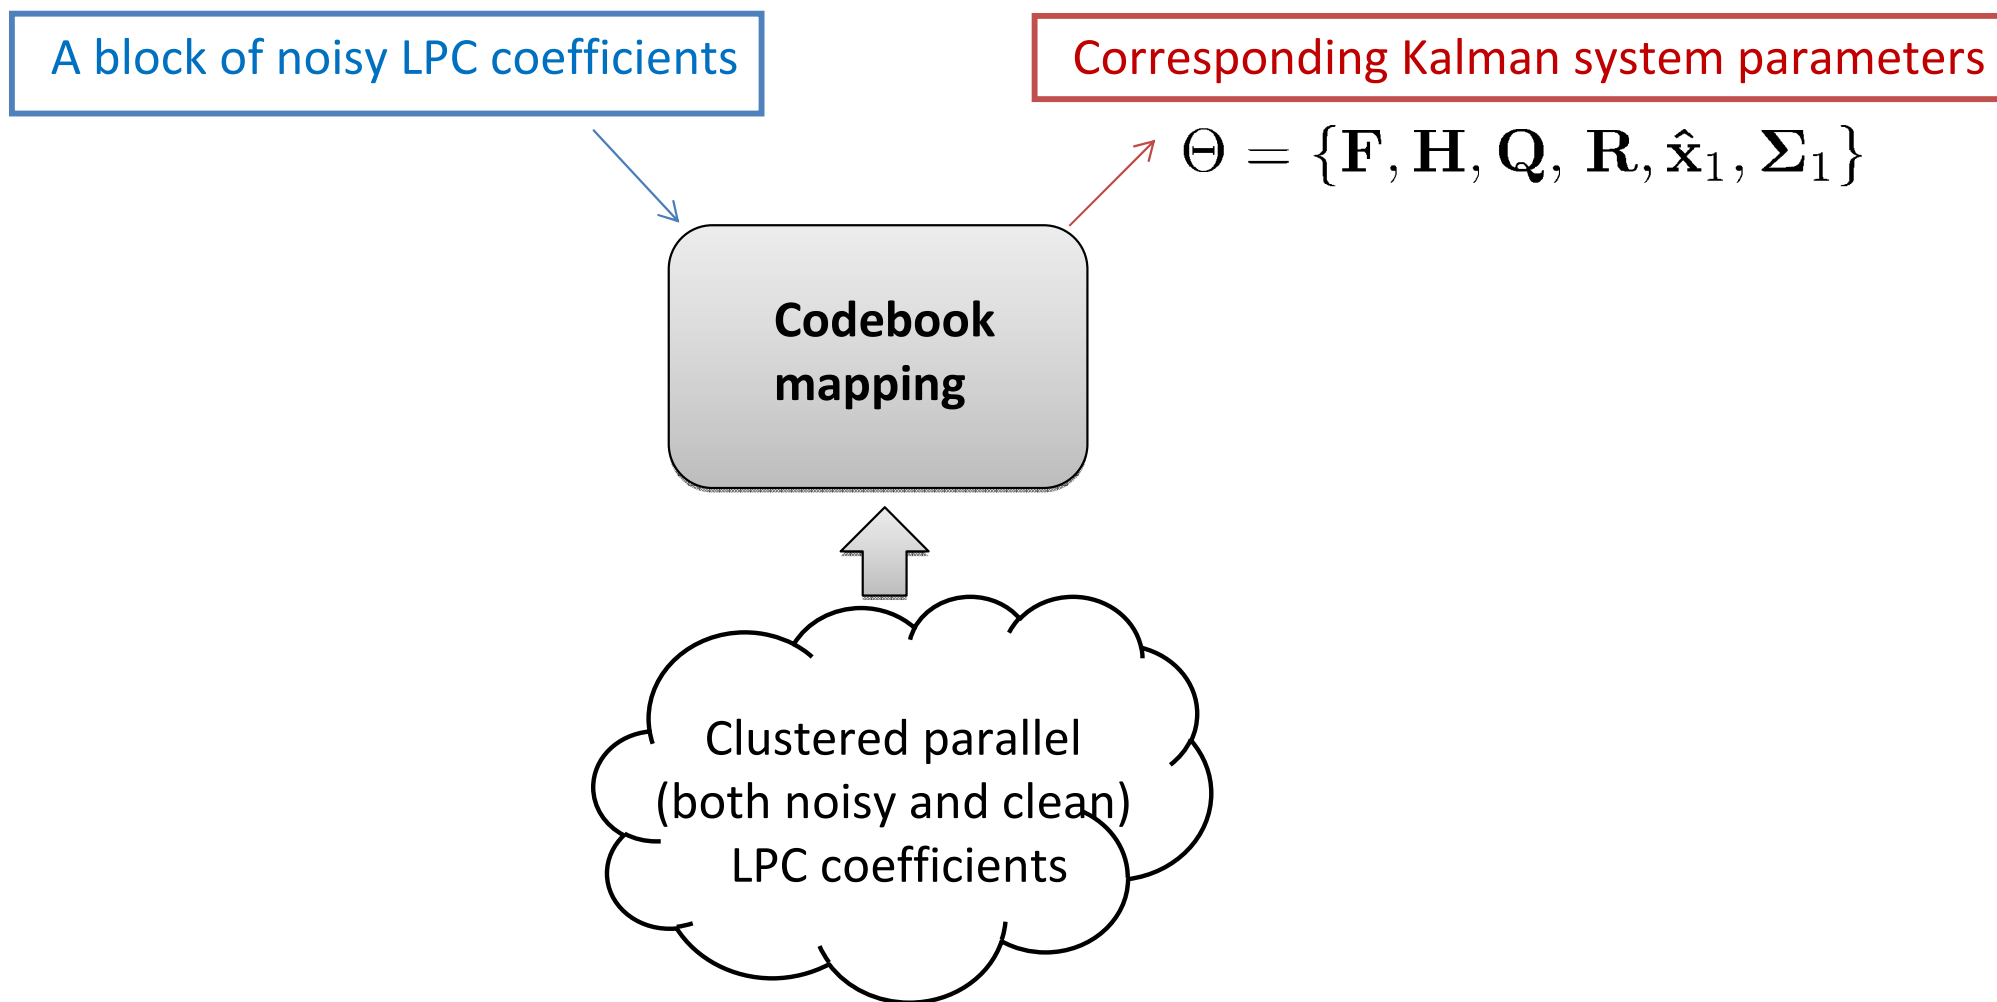 A block of noisy LPC coefficients
Corresponding Kalman system parameters
Θ = {F, H, Q, R, x̂₁, Σ₁}
Codebook
mapping
Clustered parallel
(both noisy and clean)
LPC coefficients